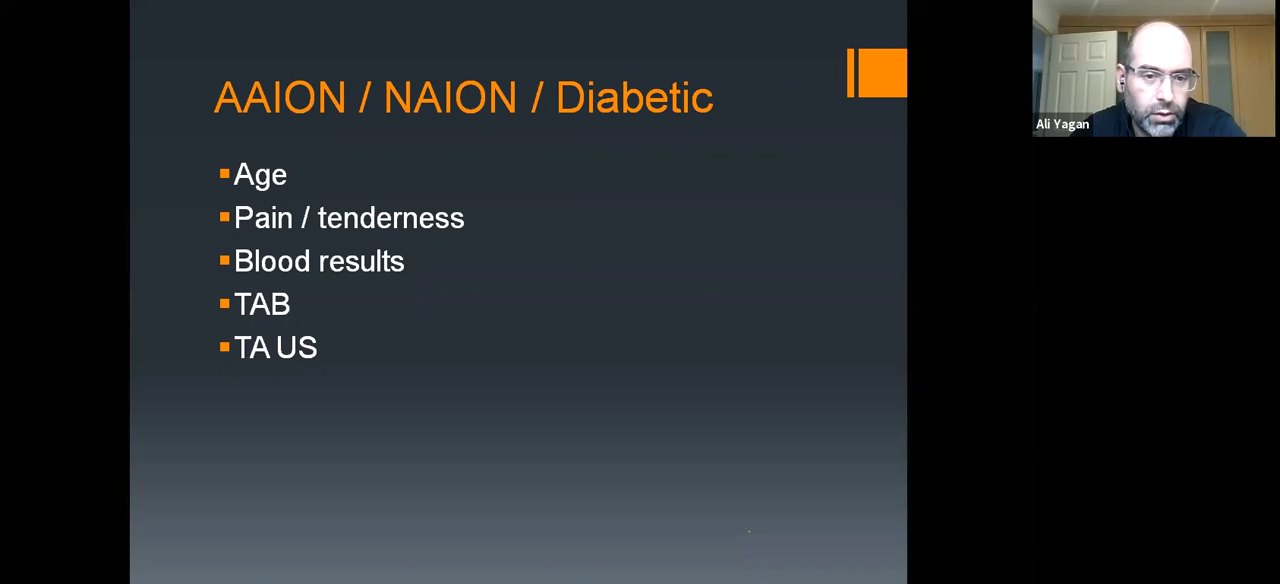 AAION / NAION / Diabetic
Age
Pain / tenderness
Blood results
TAB
TA US
Ali Yagan